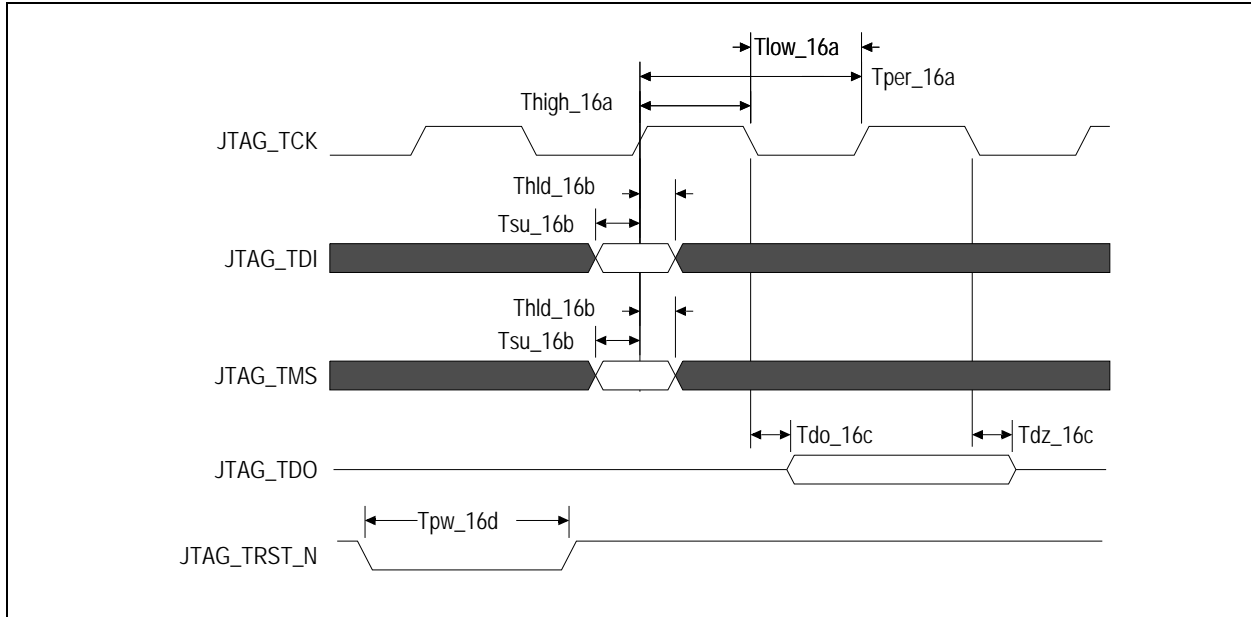 Tlow_16a
Tper_16a
Thigh_16a
JTAG_TCK
Thld_16b
Tsu_16b
JTAG_TDI
Thld_16b
Tsu_16b
JTAG_TMS
Tdo_16c
Tdz_16c
JTAG_TDO
Tpw_16d
JTAG_TRST_N